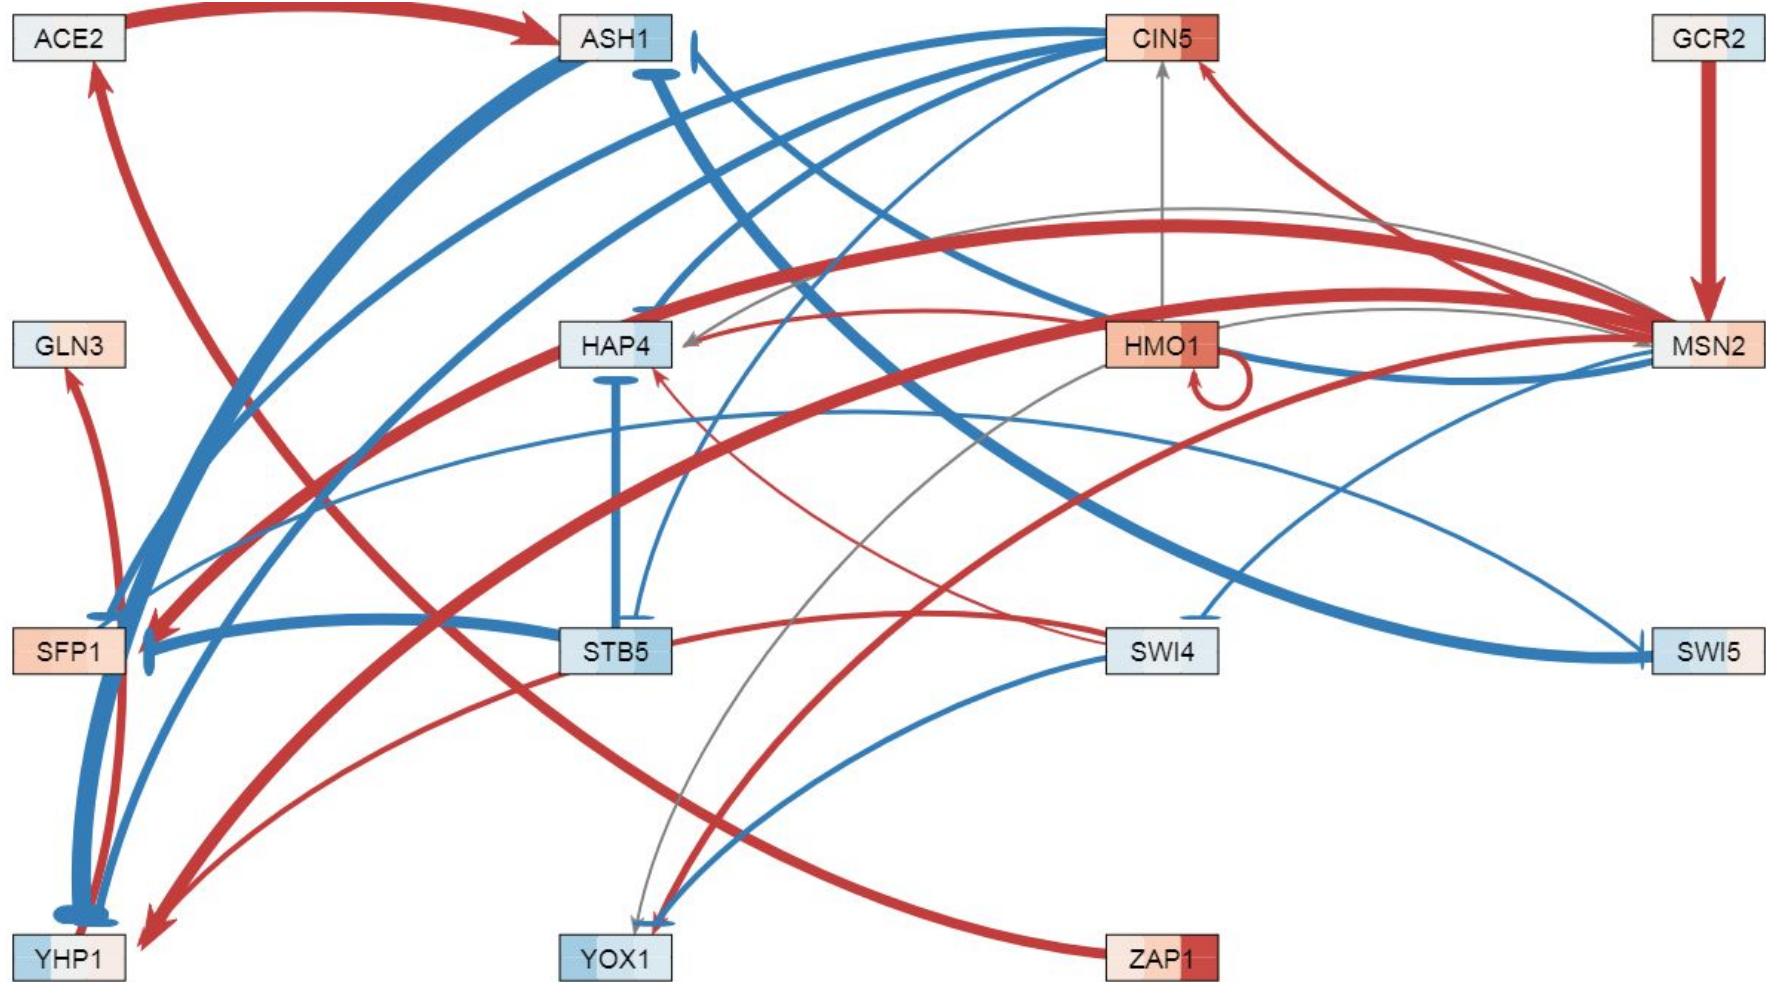 ACE2
ASH1
CIN5
GCR2
GLN3
HAP4
HMO1
MSN2
SFP1
STB5
SWI4
SWI5
YHP1
YOX1
ZAP1